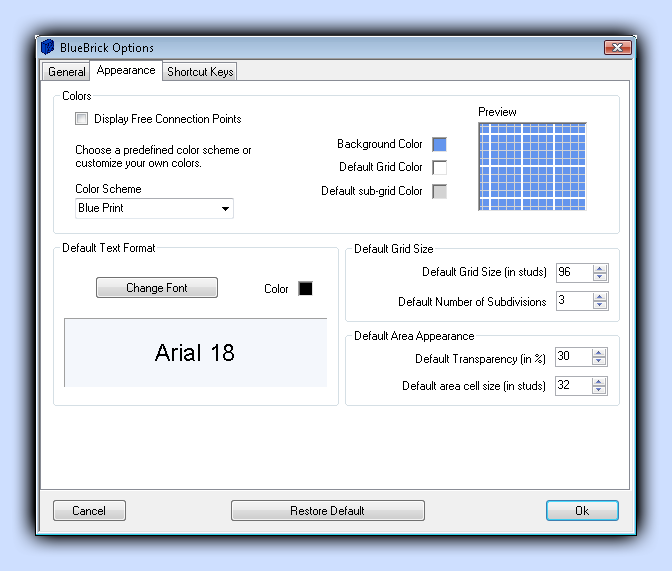 BlueBrick Options
General
Appearance
Shortcut Keys
Colors
Display Free Connection Points
Choose a predefined color scheme or
customize your own colors.
Color Scheme
Blue Print
Background Color
Default Grid Color
Default sub-grid Color
Preview
Default Text Format
Change Font
Color
Arial 18
Default Grid Size
Default Grid Size (in studs)
96
Default Number of Subdivisions
3
Default Area Appearance
Default Transparency (in %)
30
Default area cell size (in studs)
32
Cancel
Restore Default
Ok